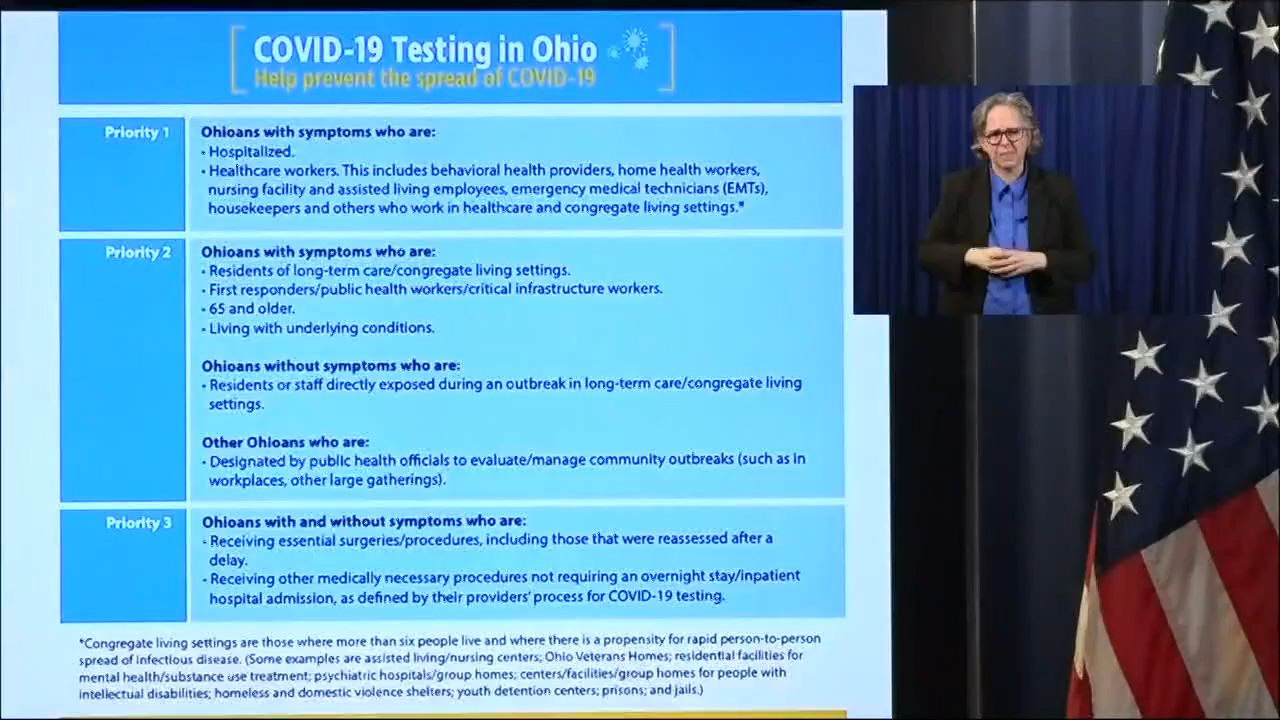 COVID-19 Testing in Ohio
Help prevent the spread of COVID-19
Priority 1
Ohioans with symptoms who are:
• Hospitalized.
• Healthcare workers. This includes behavioral health providers, home health workers,
nursing facility and assisted living employees, emergency medical technicians (EMTs),
housekeepers and others who work in healthcare and congregate living settings.*
Priority 2
Ohioans with symptoms who are:
• Residents of long-term care/congregate living settings.
• First responders/public health workers/critical infrastructure workers.
• 65 and older.
• Living with underlying conditions.
Ohioans without symptoms who are:
• Residents or staff directly exposed during an outbreak in long-term care/congregate living
settings.
Other Ohioans who are:
• Designated by public health officials to evaluate/manage community outbreaks (such as in
workplaces, other large gatherings).
Priority 3
Ohioans with and without symptoms who are:
• Receiving essential surgeries/procedures, including those that were reassessed after a
delay.
• Receiving other medically necessary procedures not requiring an overnight stay/inpatient
hospital admission, as defined by their providers' process for COVID-19 testing.
*Congregate living settings are those where more than six people live and where there is a propensity for rapid person-to-person
spread of infectious disease. (Some examples are assisted living/nursing centers; Ohio Veterans Homes; residential facilities for
mental health/substance use treatment; psychiatric hospitals/group homes; centers/facilities/group homes for people with
intellectual disabilities; homeless and domestic violence shelters; youth detention centers; prisons; and jails.)